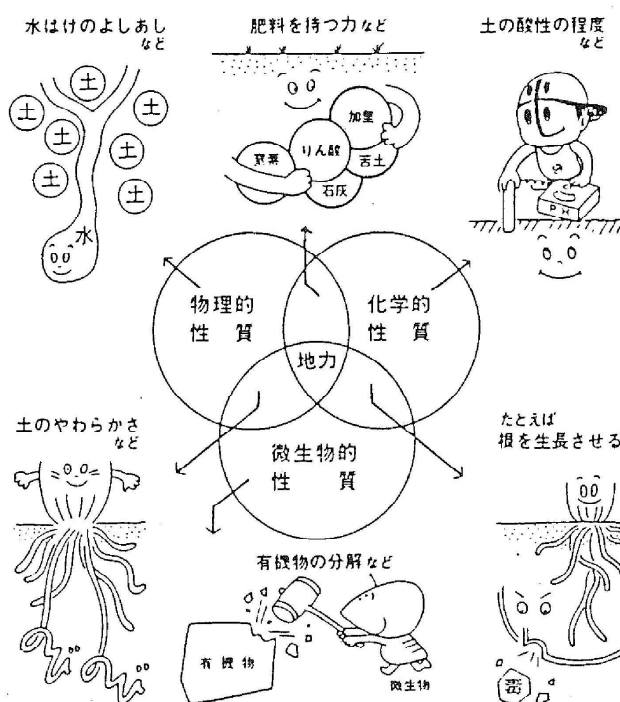 水はけのよしあし
など
肥料を持つ力など
土の酸性の程度
など
土
土
土
土
土
土
土
土
水
加里
りん酸
窒素
苦土
石灰
PH
物理的
性質
化学的
性質
地力
微生物的
性質
土のやわらかさ
など
たとえば
根を生長させる
有機物の分解など
有機物
微生物